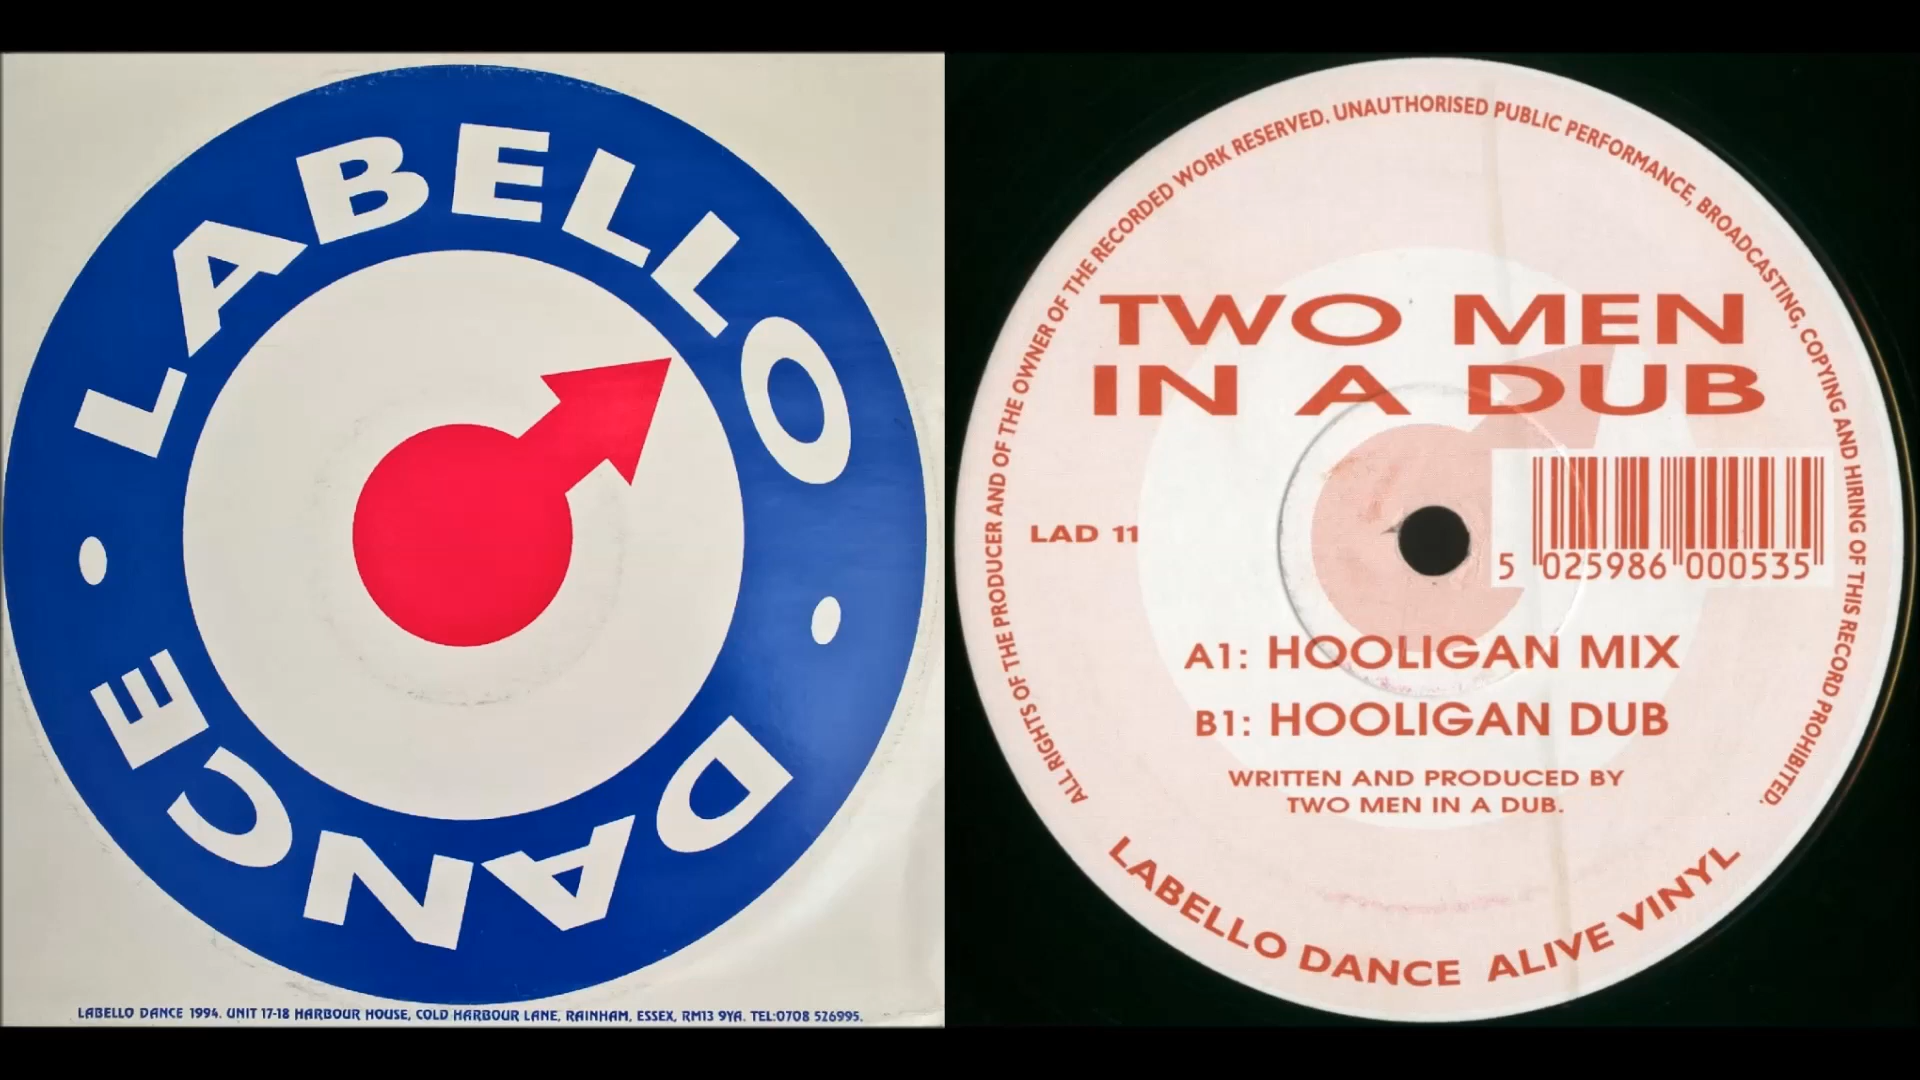 LABELLO
DANCE
LABELLO DANCE 1994. UNIT 17-18 HARBOUR HOUSE, COLD HARBOUR LANE, RAINHAM, ESSEX, RM13 9YA. TEL:0708 526995.
ALL RIGHTS OF THE PRODUCER AND OF THE OWNER OF THE RECORDED WORK RESERVED. UNAUTHORISED PUBLIC PERFORMANCE, BROADCASTING, COPYING AND HIRING OF THIS RECORD PROHIBITED.
TWO MEN
IN A DUB
LAD 11
5 025986 000535
A1: HOOLIGAN MIX
B1: HOOLIGAN DUB
WRITTEN AND PRODUCED BY
TWO MEN IN A DUB.
LABELLO DANCE ALIVE VINYL